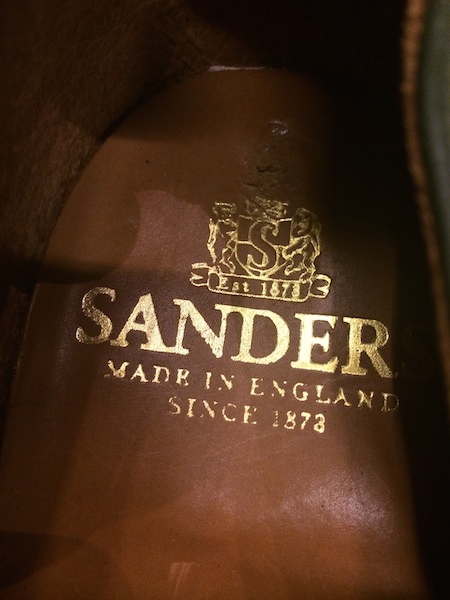 S
Est 1873
SANDERS
MADE IN ENGLAND
SINCE 1873